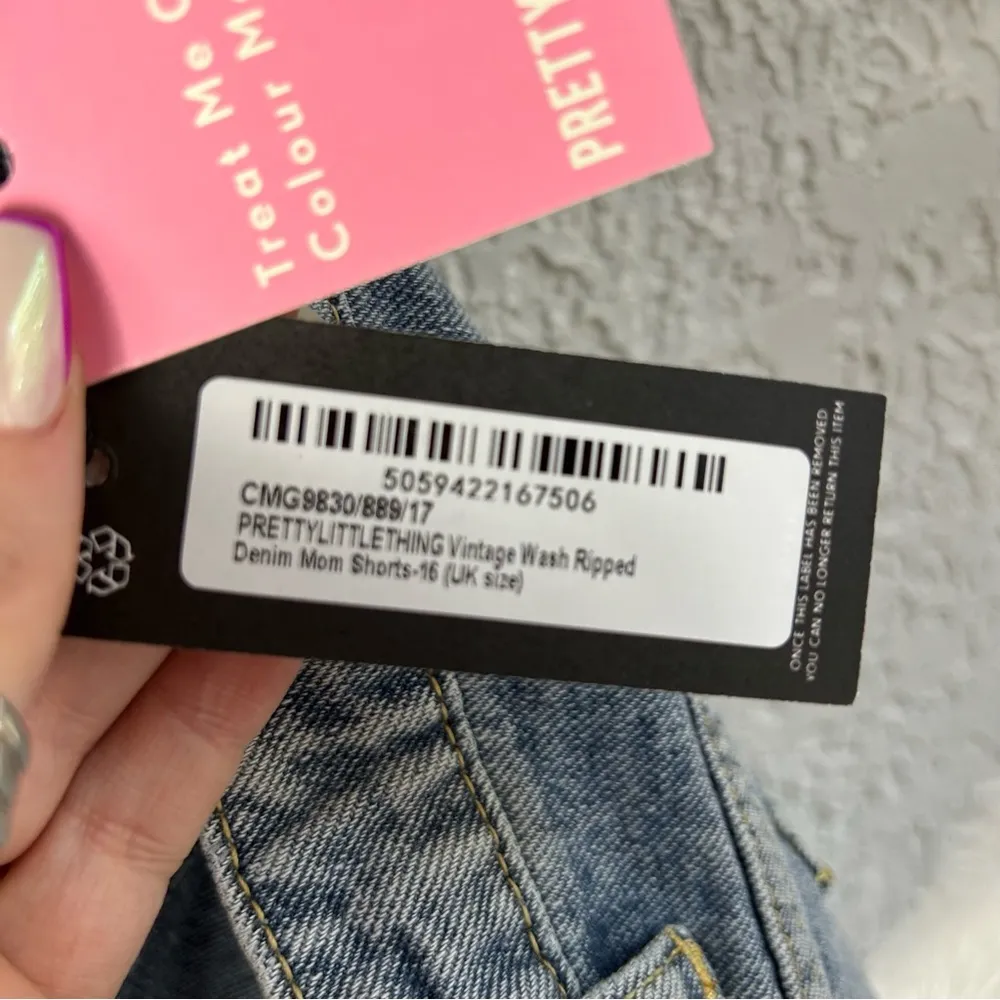 Treat Me
Colour
PRETTY
5059422167506
CMG9830/889/17
PRETTYLITTLETHING Vintage Wash Ripped
Denim Mom Shorts-16 (UK size)
ONCE THIS LABEL HAS BEEN REMOVED
YOU CAN NO LONGER RETURN THIS ITEM